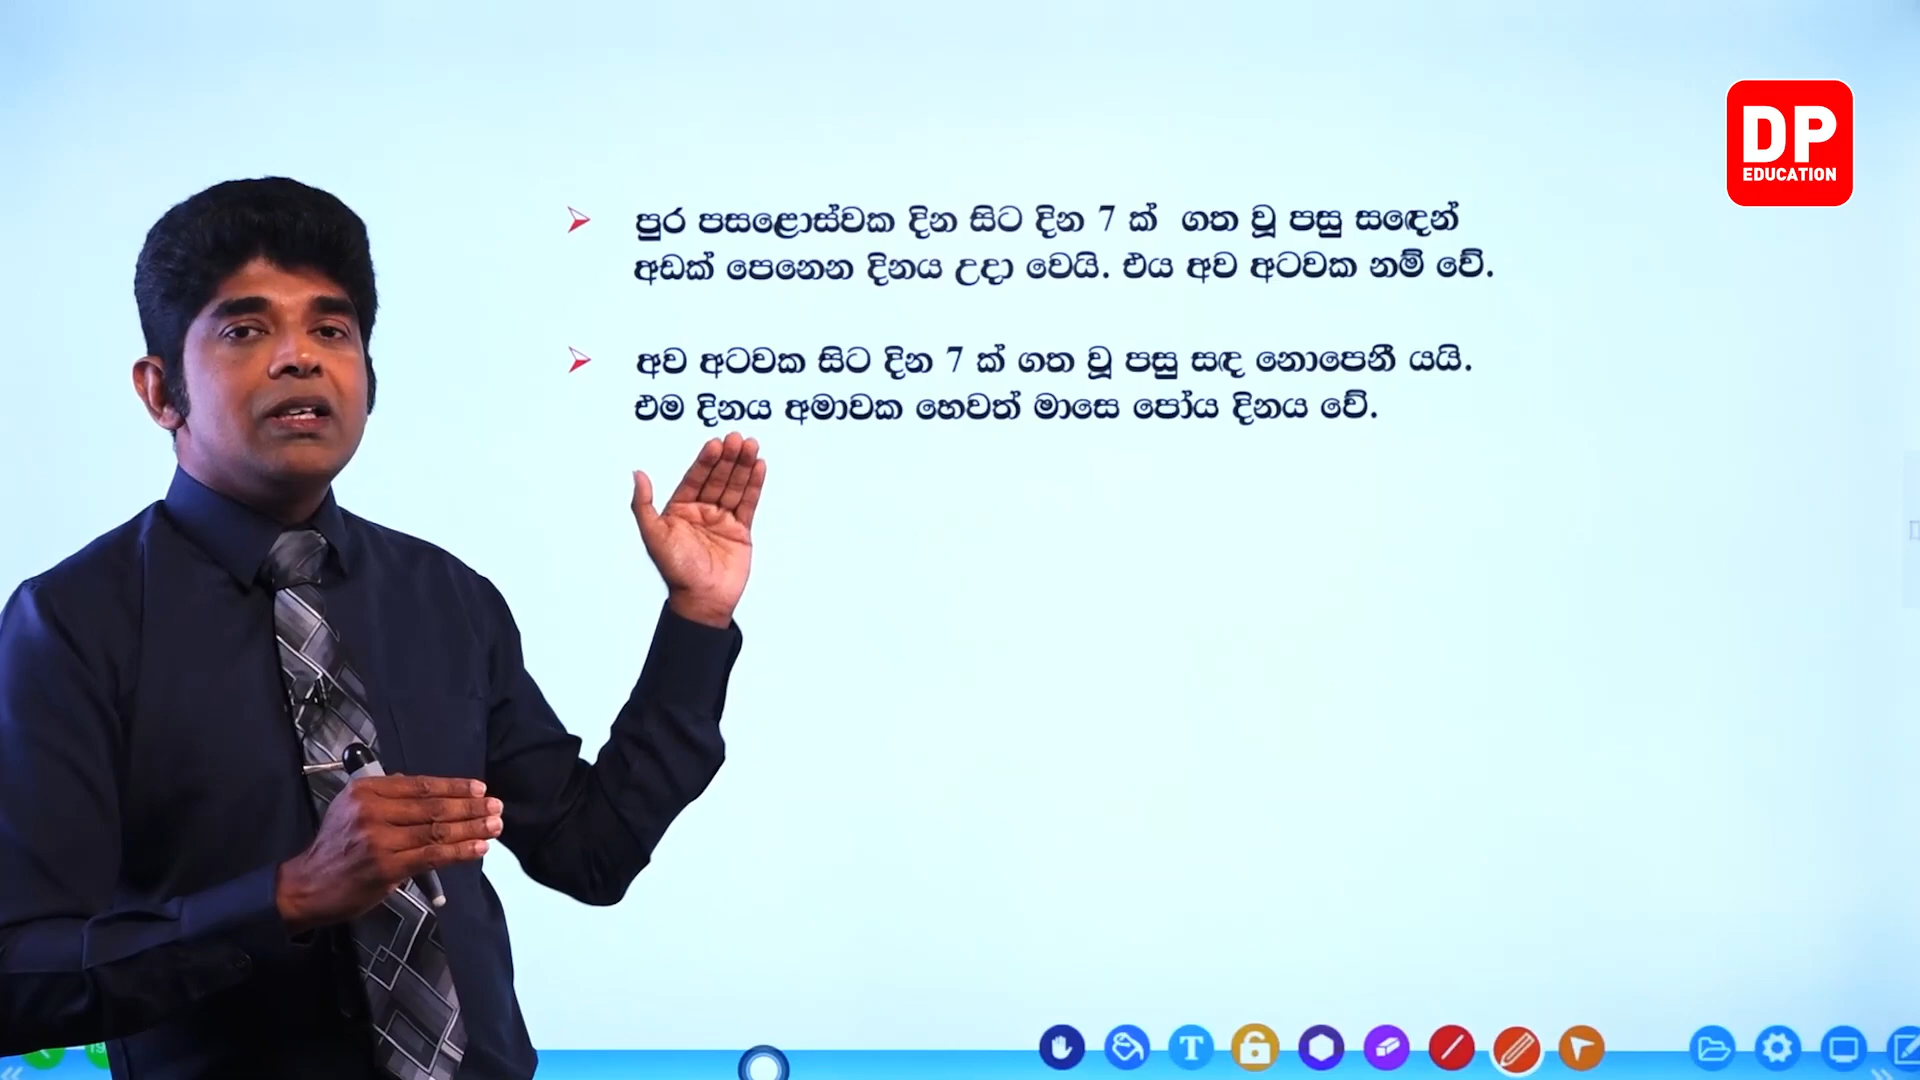 DP
EDUCATION
පුර පසළොස්වක දින සිට දින 7 ක් ගත වූ පසු සඳෙන්
අඩක් පෙනෙන දිනය උදා වෙයි. එය අව අටවක නම් වේ.
අව අටවක සිට දින 7 ක් ගත වූ පසු සඳ නොපෙනී යයි.
එම දිනය අමාවක හෙවත් මාසෙ පෝය දිනය වේ.
T